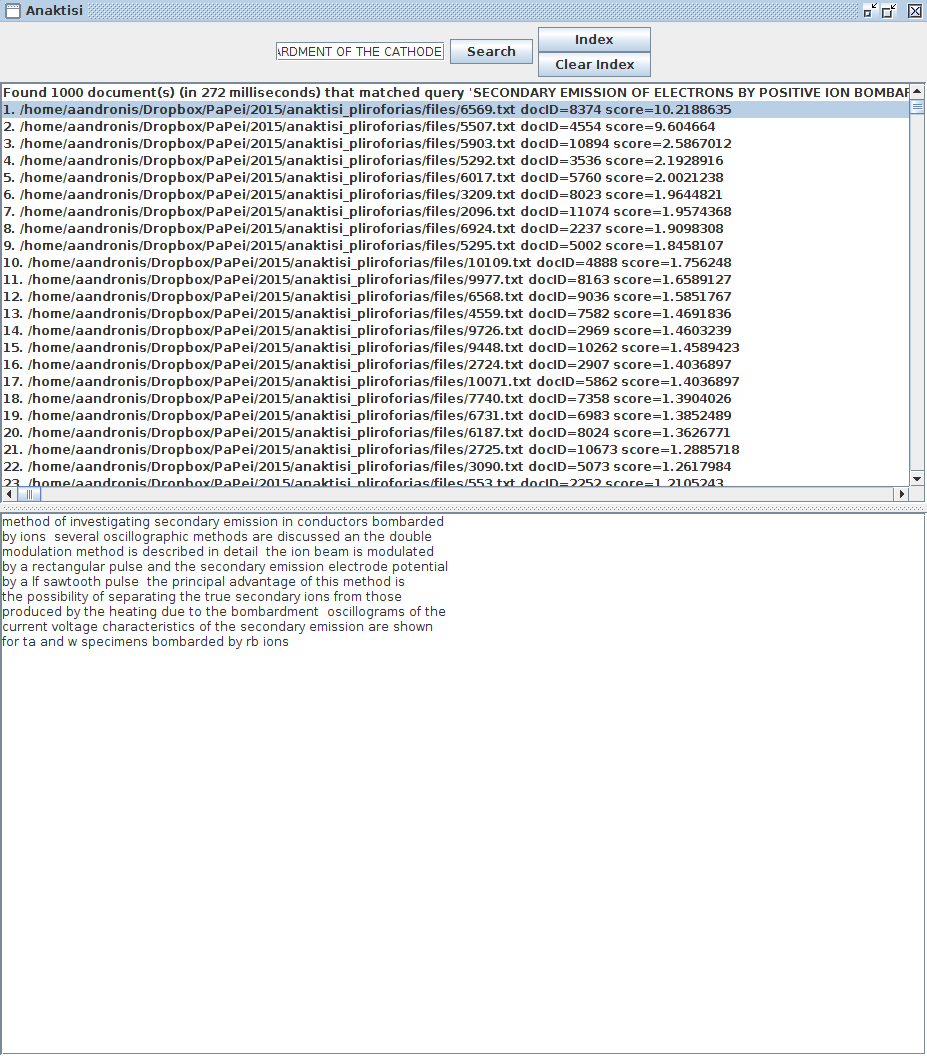 Anaktisi
ARDMENT OF THE CATHODE
Search
Index
Clear Index
Found 1000 document(s) (in 272 milliseconds) that matched query 'SECONDARY EMISSION OF ELECTRONS BY POSITIVE ION BOMBAR
1. /home/aandronis/Dropbox/PaPei/2015/anaktisi_pliroforias/files/6569.txt docID=8374 score=10.2188635
2. /home/aandronis/Dropbox/PaPei/2015/anaktisi_pliroforias/files/5507.txt docID=4554 score=9.604664
3. /home/aandronis/Dropbox/PaPei/2015/anaktisi_pliroforias/files/5903.txt docID=10894 score=2.5867012
4. /home/aandronis/Dropbox/PaPei/2015/anaktisi_pliroforias/files/5292.txt docID=3536 score=2.1928916
5. /home/aandronis/Dropbox/PaPei/2015/anaktisi_pliroforias/files/6017.txt docID=5760 score=2.0021238
6. /home/aandronis/Dropbox/PaPei/2015/anaktisi_pliroforias/files/3209.txt docID=8023 score=1.9644821
7. /home/aandronis/Dropbox/PaPei/2015/anaktisi_pliroforias/files/2096.txt docID=11074 score=1.9574368
8. /home/aandronis/Dropbox/PaPei/2015/anaktisi_pliroforias/files/6924.txt docID=2237 score=1.9098308
9. /home/aandronis/Dropbox/PaPei/2015/anaktisi_pliroforias/files/5295.txt docID=5002 score=1.8458107
10. /home/aandronis/Dropbox/PaPei/2015/anaktisi_pliroforias/files/10109.txt docID=4888 score=1.756248
11. /home/aandronis/Dropbox/PaPei/2015/anaktisi_pliroforias/files/9977.txt docID=8163 score=1.6589127
12. /home/aandronis/Dropbox/PaPei/2015/anaktisi_pliroforias/files/6568.txt docID=9036 score=1.5851767
13. /home/aandronis/Dropbox/PaPei/2015/anaktisi_pliroforias/files/4559.txt docID=7582 score=1.4691836
14. /home/aandronis/Dropbox/PaPei/2015/anaktisi_pliroforias/files/9726.txt docID=2969 score=1.4603239
15. /home/aandronis/Dropbox/PaPei/2015/anaktisi_pliroforias/files/9448.txt docID=10262 score=1.4589423
16. /home/aandronis/Dropbox/PaPei/2015/anaktisi_pliroforias/files/2724.txt docID=2907 score=1.4036897
17. /home/aandronis/Dropbox/PaPei/2015/anaktisi_pliroforias/files/10071.txt docID=5862 score=1.4036897
18. /home/aandronis/Dropbox/PaPei/2015/anaktisi_pliroforias/files/7740.txt docID=7358 score=1.3904026
19. /home/aandronis/Dropbox/PaPei/2015/anaktisi_pliroforias/files/6731.txt docID=6983 score=1.3852489
20. /home/aandronis/Dropbox/PaPei/2015/anaktisi_pliroforias/files/6187.txt docID=8024 score=1.3626771
21. /home/aandronis/Dropbox/PaPei/2015/anaktisi_pliroforias/files/2725.txt docID=10673 score=1.2885718
22. /home/aandronis/Dropbox/PaPei/2015/anaktisi_pliroforias/files/3090.txt docID=5073 score=1.2617984
23. /home/aandronis/Dropbox/PaPei/2015/anaktisi_pliroforias/files/553.txt docID=2252 score=1.2105243
method of investigating secondary emission in conductors bombarded
by ions  several oscillographic methods are discussed an the double
modulation method is described in detail  the ion beam is modulated
by a rectangular pulse and the secondary emission electrode potential
by a lf sawtooth pulse  the principal advantage of this method is
the possibility of separating the true secondary ions from those
produced by the heating due to the bombardment  oscillograms of the
current voltage characteristics of the secondary emission are shown
for ta and w specimens bombarded by rb ions